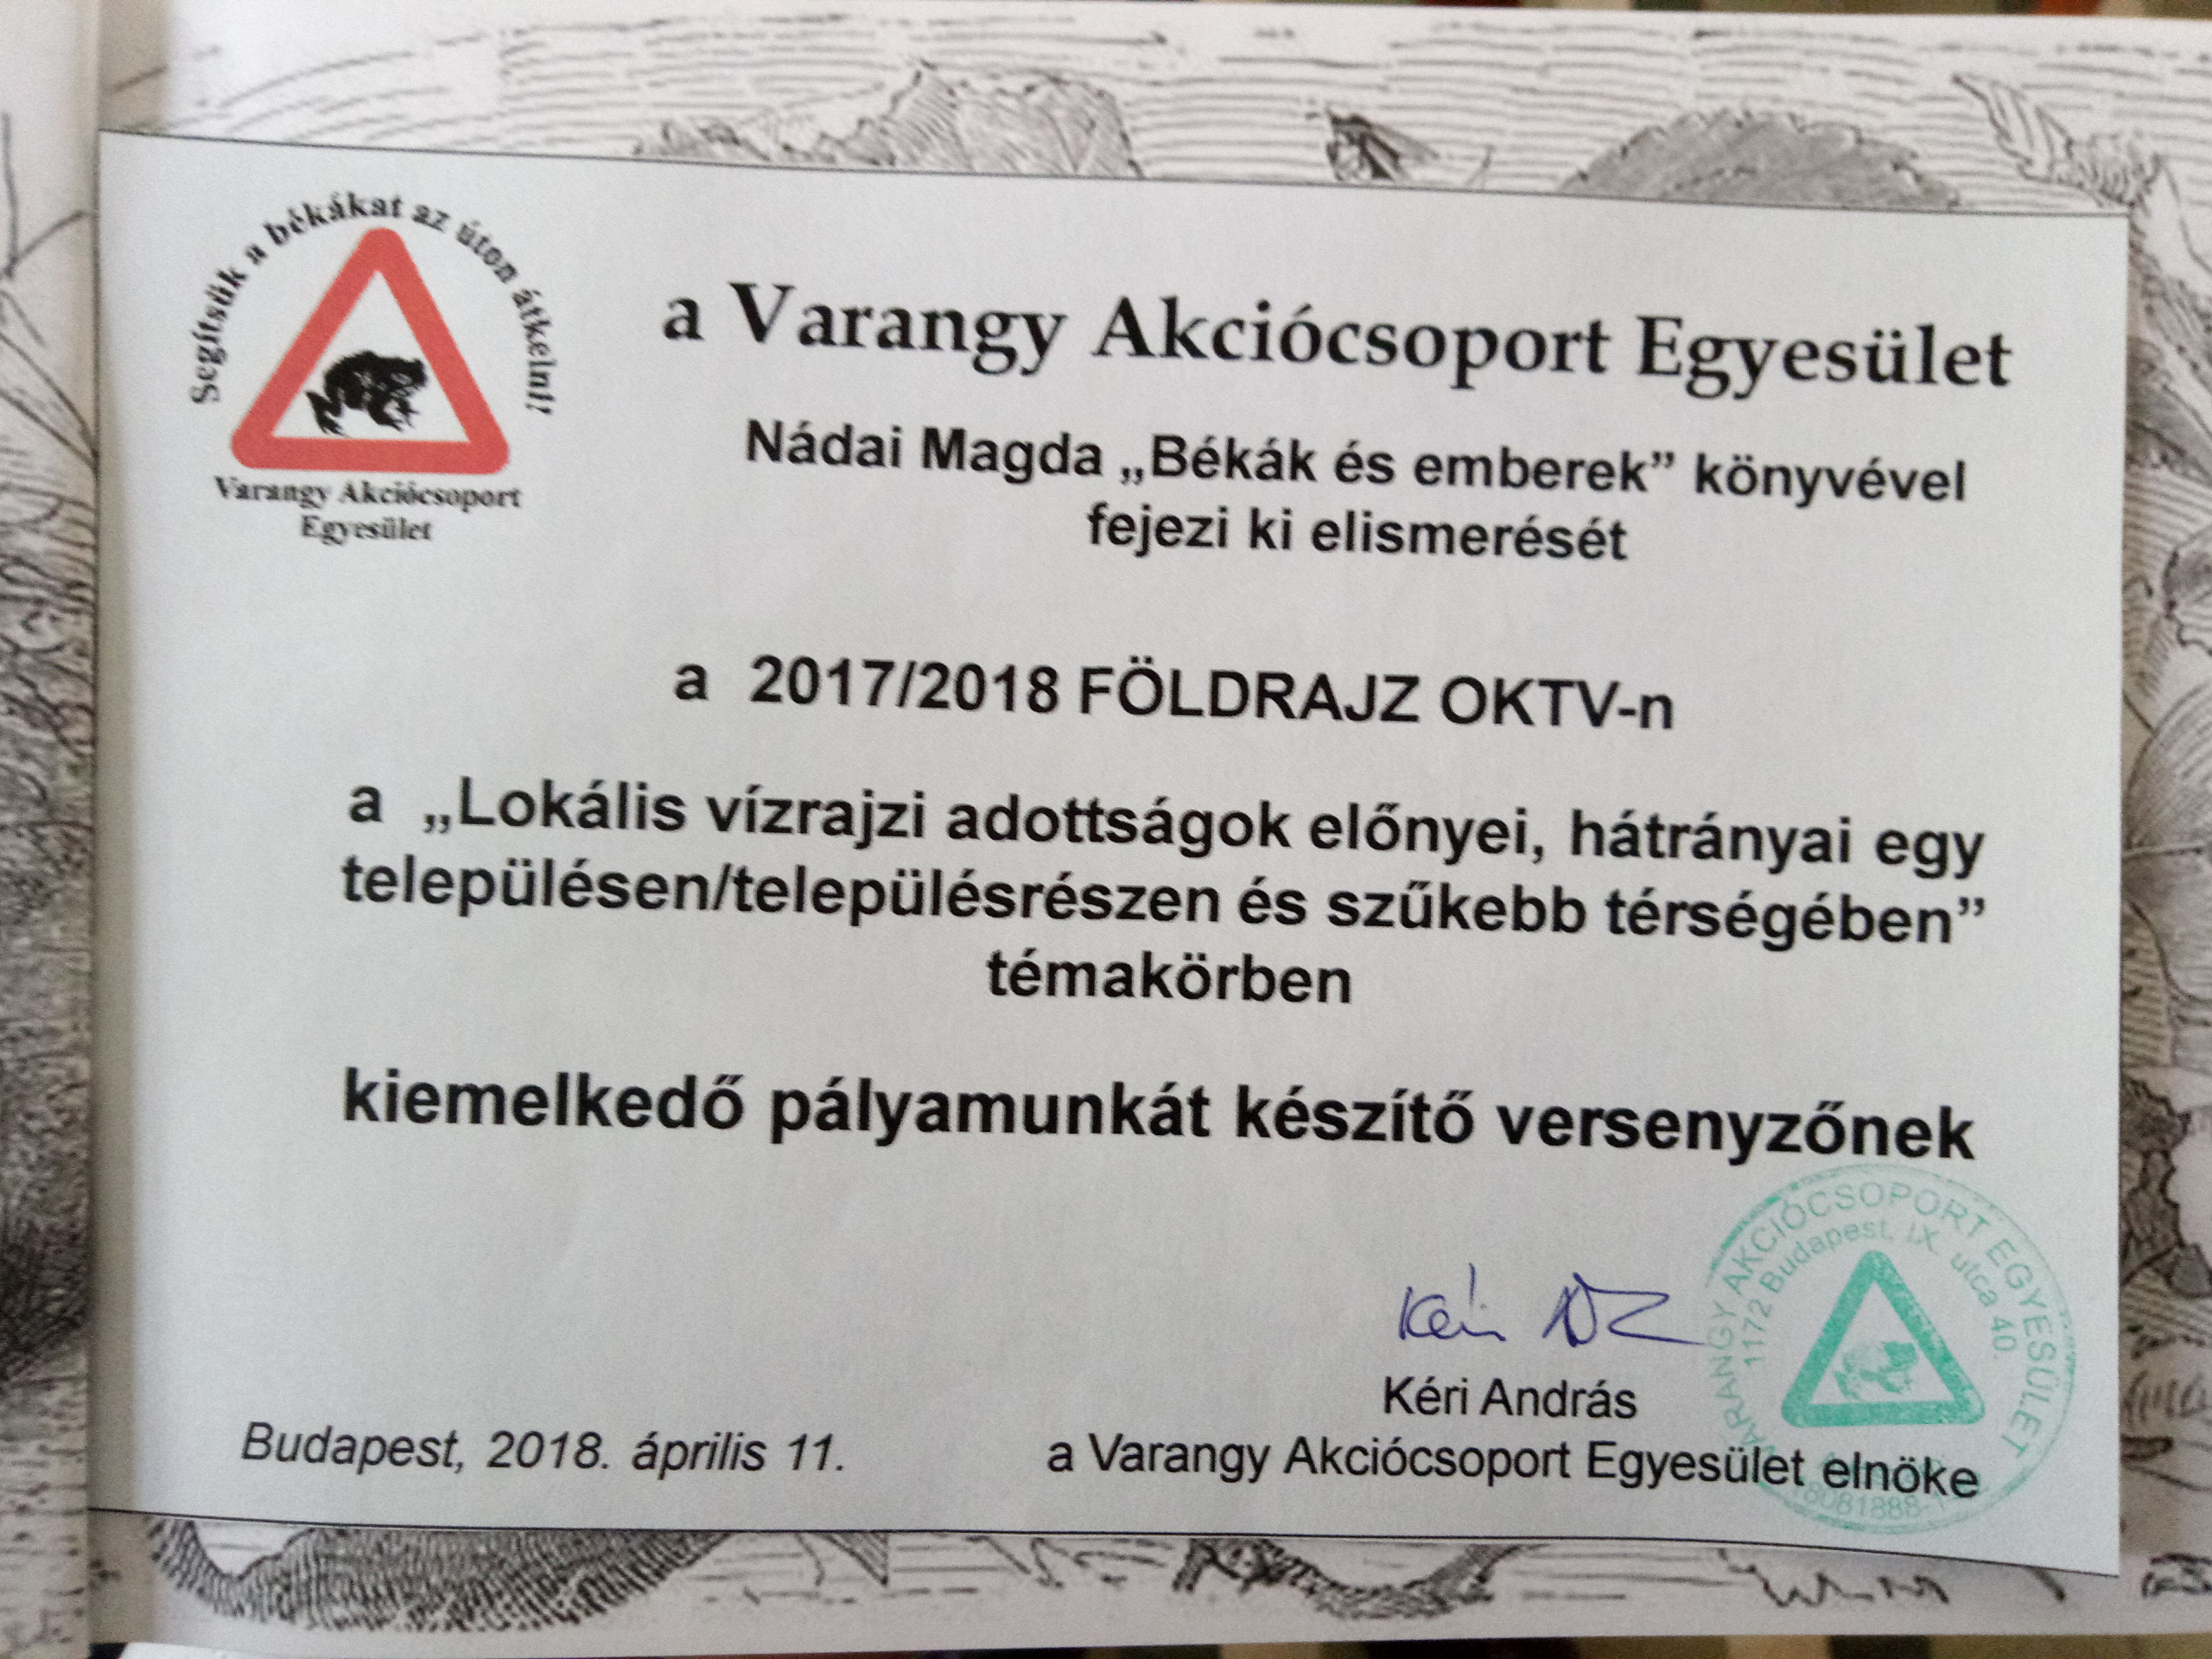 Segítsük a békákat az úton átkelni!
Varangy Akciócsoport
Egyesület
a Varangy Akciócsoport Egyesület
Nádai Magda „Békák és emberek” könyvével
fejezi ki elismerését
a 2017/2018 FÖLDRAJZ OKTV-n
a „Lokális vízrajzi adottságok előnyei, hátrányai egy
településen/településrészen és szűkebb térségében”
témakörben
kiemelkedő pályamunkát készítő versenyzőnek
VARANGY AKCIÓCSOPORT EGYESÜLET
1172 Budapest, IX. utca 40.
Kéri András
a Varangy Akciócsoport Egyesület elnöke
Budapest, 2018. április 11.